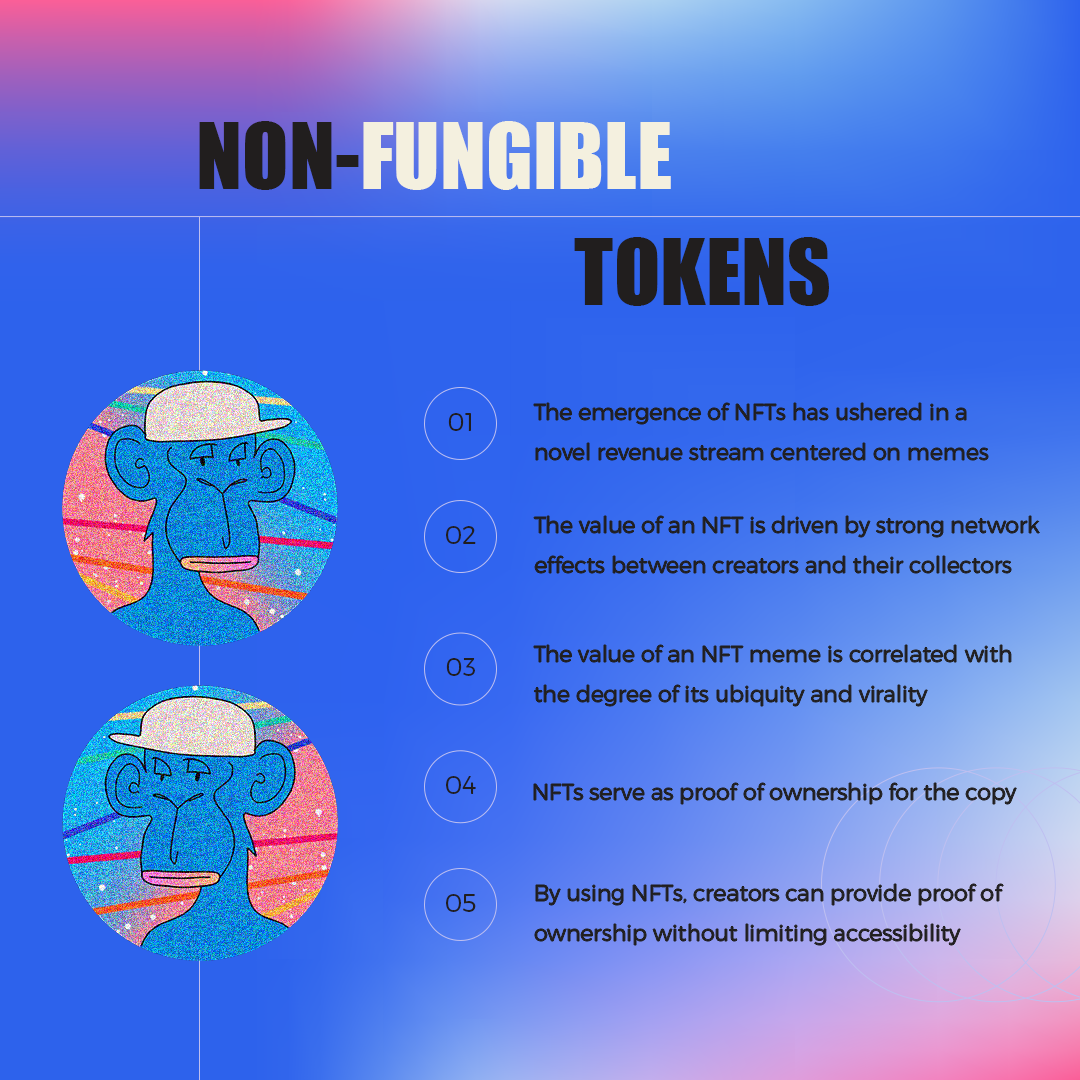 NON-FUNGIBLE
TOKENS
01
The emergence of NFTs has ushered in a
novel revenue stream centered on memes
02
The value of an NFT is driven by strong network
effects between creators and their collectors
03
The value of an NFT meme is correlated with
the degree of its ubiquity and virality
04
NFTs serve as proof of ownership for the copy
05
By using NFTs, creators can provide proof of
ownership without limiting accessibility